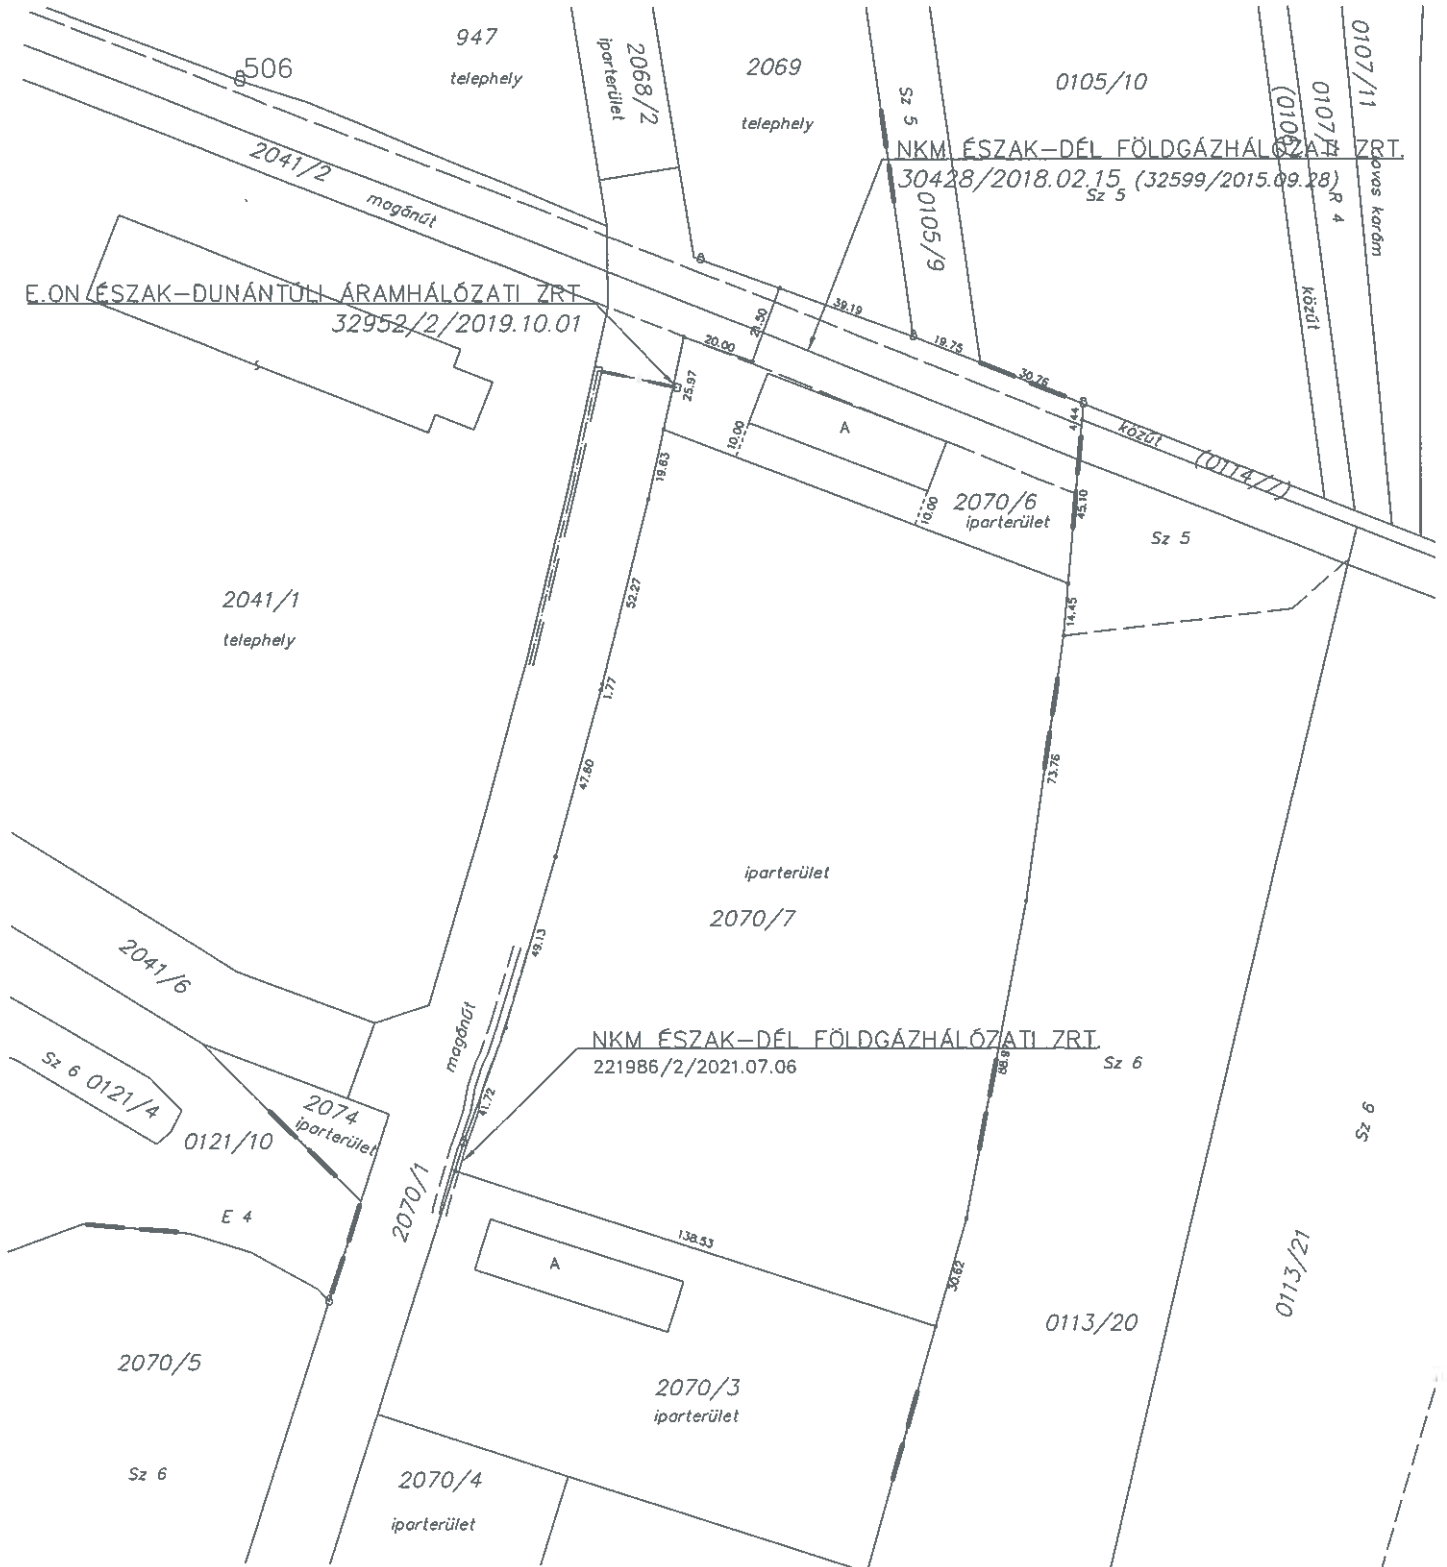 947
telephely
506
2068/2
iparterület
2069
telephely
Sz 5
0105/10
0107/11
lovas karám
R 4
közút
NKM ÉSZAK-DÉL FÖLDGÁZHÁLÓZATI ZRT.
30428/2018.02.15 (32599/2015.09.28)
Sz 5
0105/9
2041/2
magánút
E.ON ÉSZAK-DUNÁNTÚLI ÁRAMHÁLÓZATI ZRT
32952/2/2019.10.01
21.50
39.19
19.75
30.76
20.00
25.97
4.44
közút
A
10.00
10.00
19.63
45.10
2070/6
iparterület
Sz 5
14.45
52.27
2041/1
telephely
1.77
47.60
73.76
iparterület
2070/7
49.13
2041/6
magánút
NKM ÉSZAK-DÉL FÖLDGÁZHÁLÓZATI ZRT.
221986/2/2021.07.06
Sz 6
Sz 6 0121/4
41.72
2074
iparterület
0121/10
Sz 6
2070/1
E 4
138.53
A
30.62
0113/21
0113/20
2070/5
2070/3
iparterület
Sz 6
2070/4
iparterület